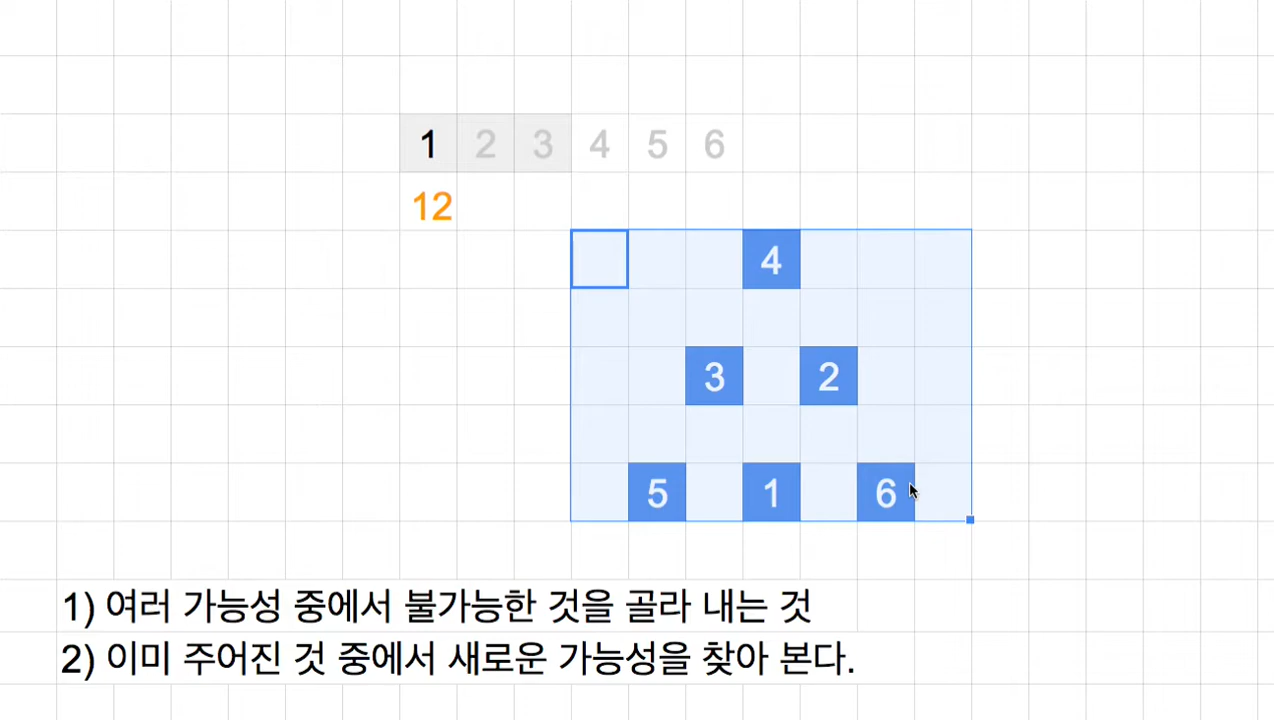 1 2 3 4 5 6
12
4
3 2
5 1 6
1) 여러 가능성 중에서 불가능한 것을 골라 내는 것
2) 이미 주어진 것 중에서 새로운 가능성을 찾아 본다.